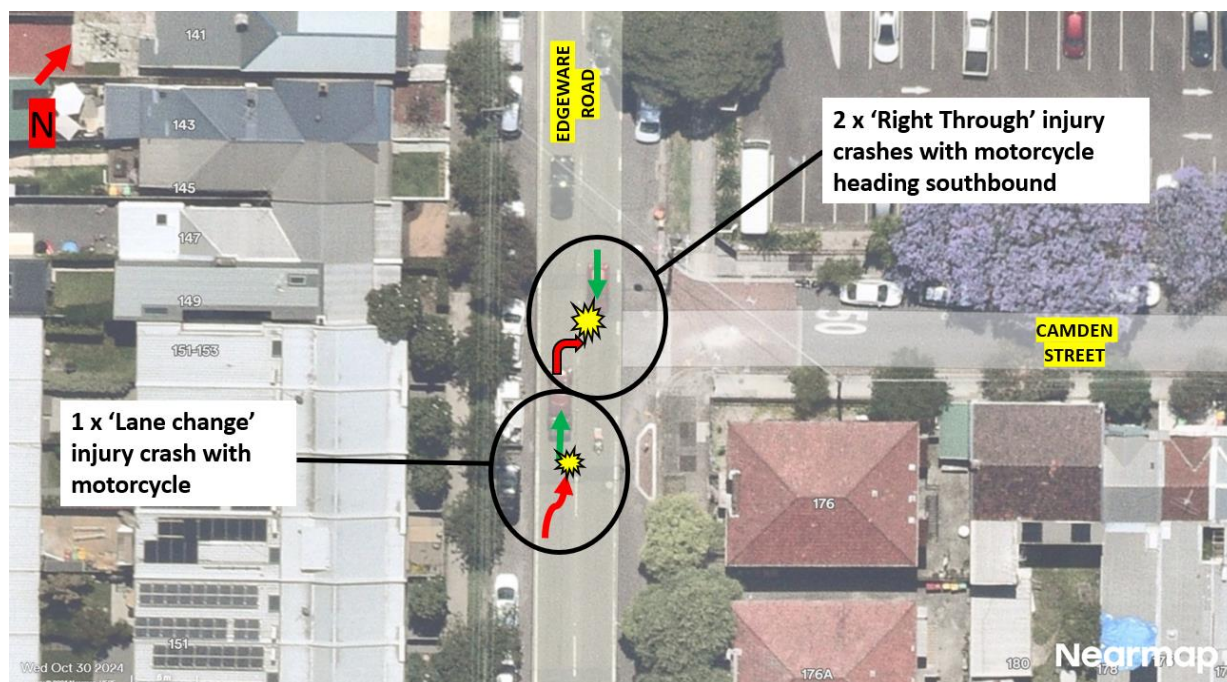 141
N
143
145
147
149
151-153
151
EDGEWARE
ROAD
2 x ‘Right Through’ injury
crashes with motorcycle
heading southbound
50
CAMDEN
STREET
1 x ‘Lane change’
injury crash with
motorcycle
176
176A
180
178
Wed Oct 30 2024
Nearmap